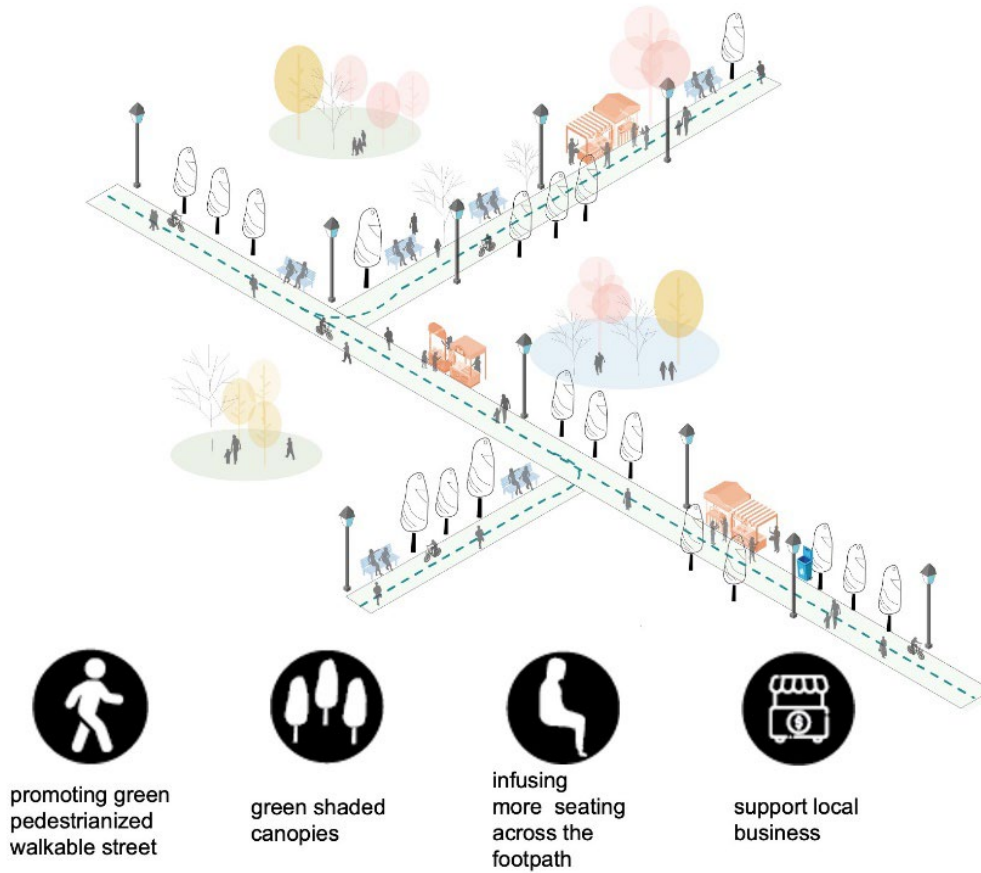 promoting green
pedestrianized
walkable street
green shaded
canopies
infusing
more seating
across the
footpath
support local
business